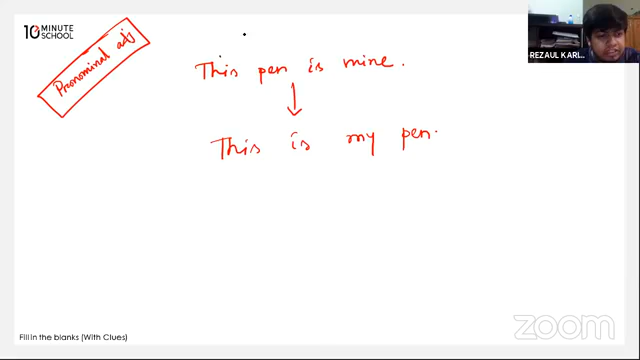 10 MINUTE
SCHOOL
Pronominal adjs
This pen is mine.
This is my pen.
REZAUL KARI...
Fill in the blanks (With Clues)
zoom